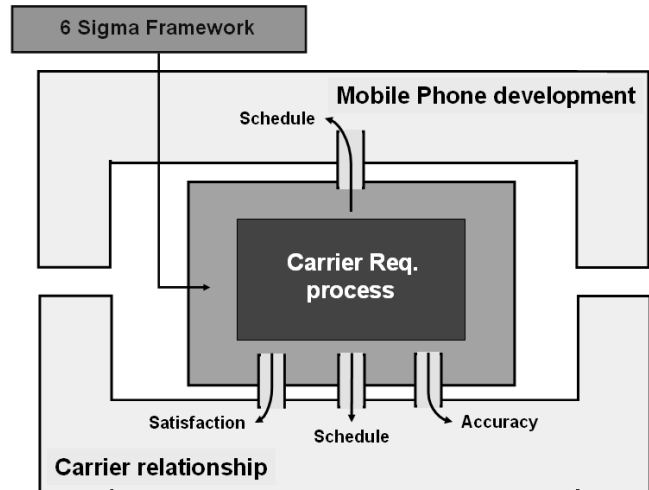 6 Sigma Framework
Mobile Phone development
Schedule
Carrier Req.
process
Satisfaction
Schedule
Accuracy
Carrier relationship